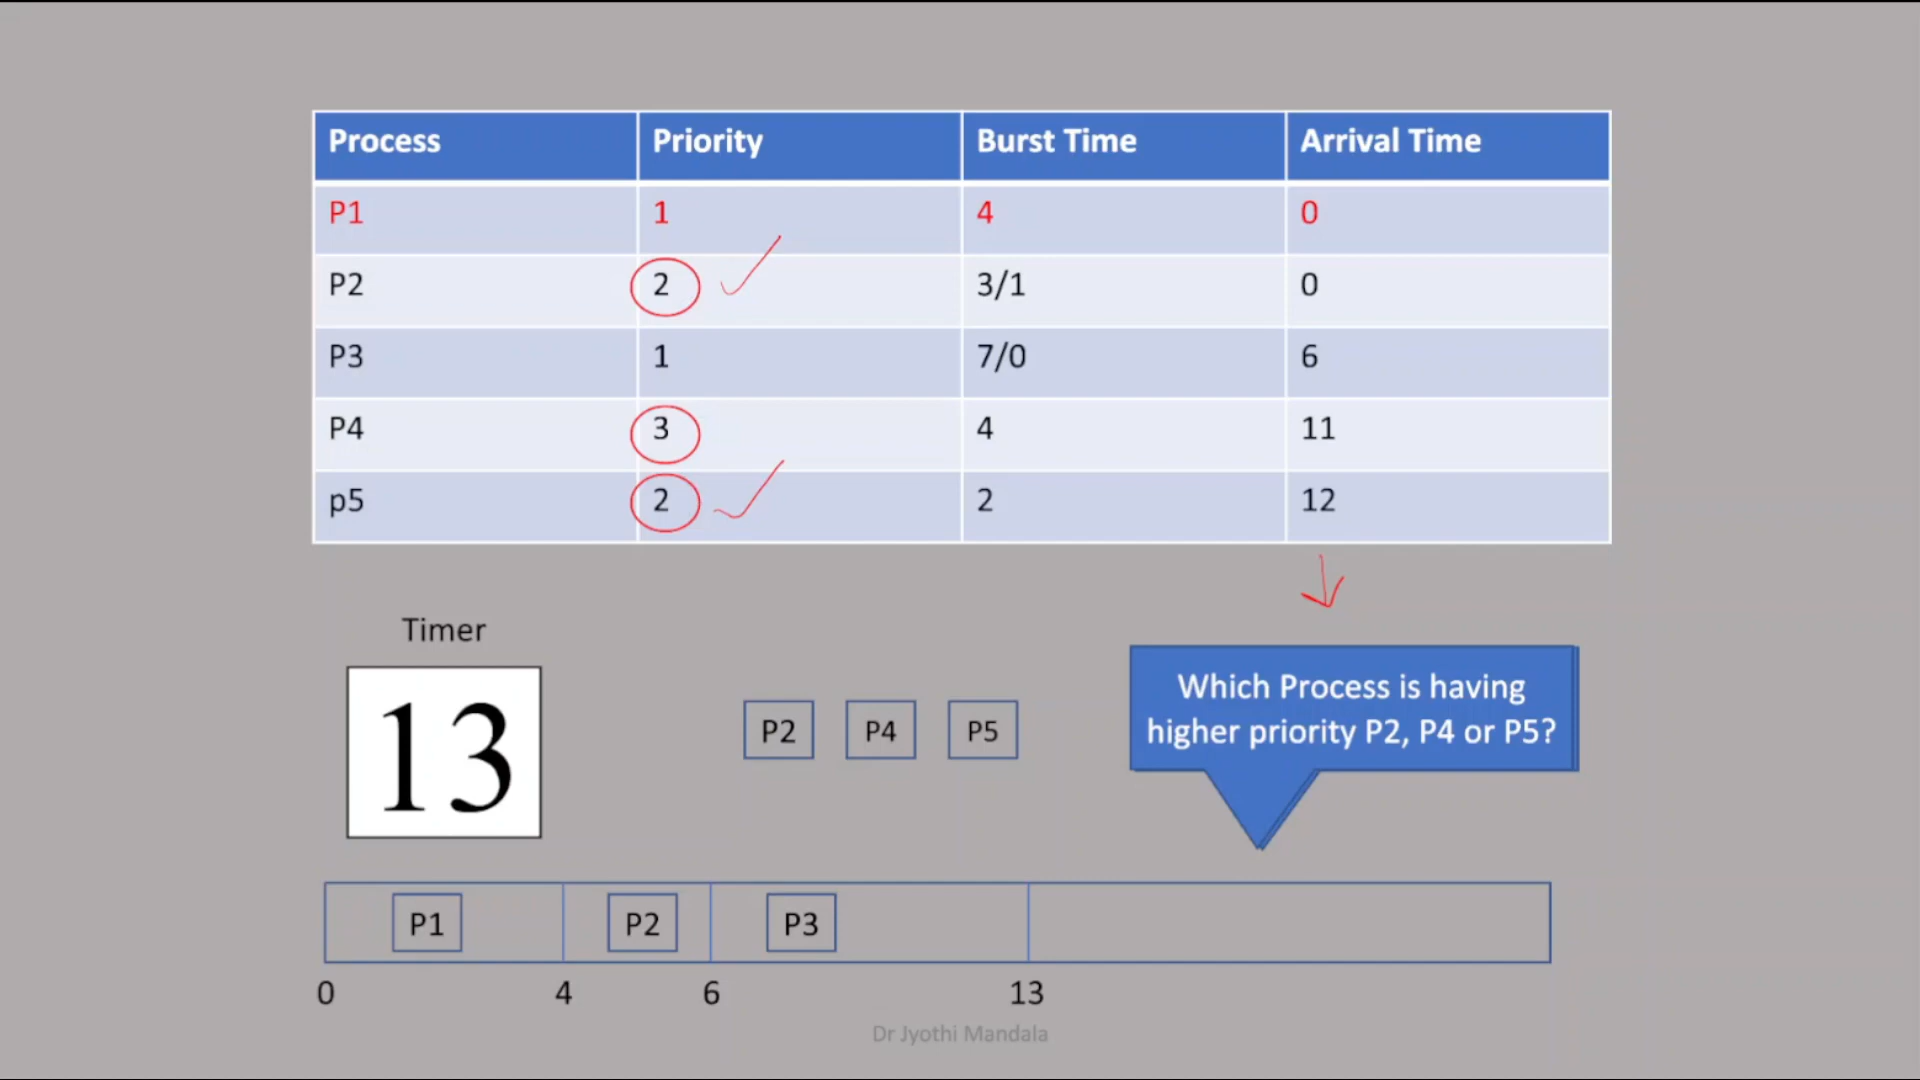 Process Priority Burst Time Arrival Time
P1 1 4 0
P2 2 3/1 0
P3 1 7/0 6
P4 3 4 11
p5 2 2 12
Timer
13
P2 P4 P5
Which Process is having
higher priority P2, P4 or P5?
P1 P2 P3
0 4 6 13
Dr Jyothi Mandala